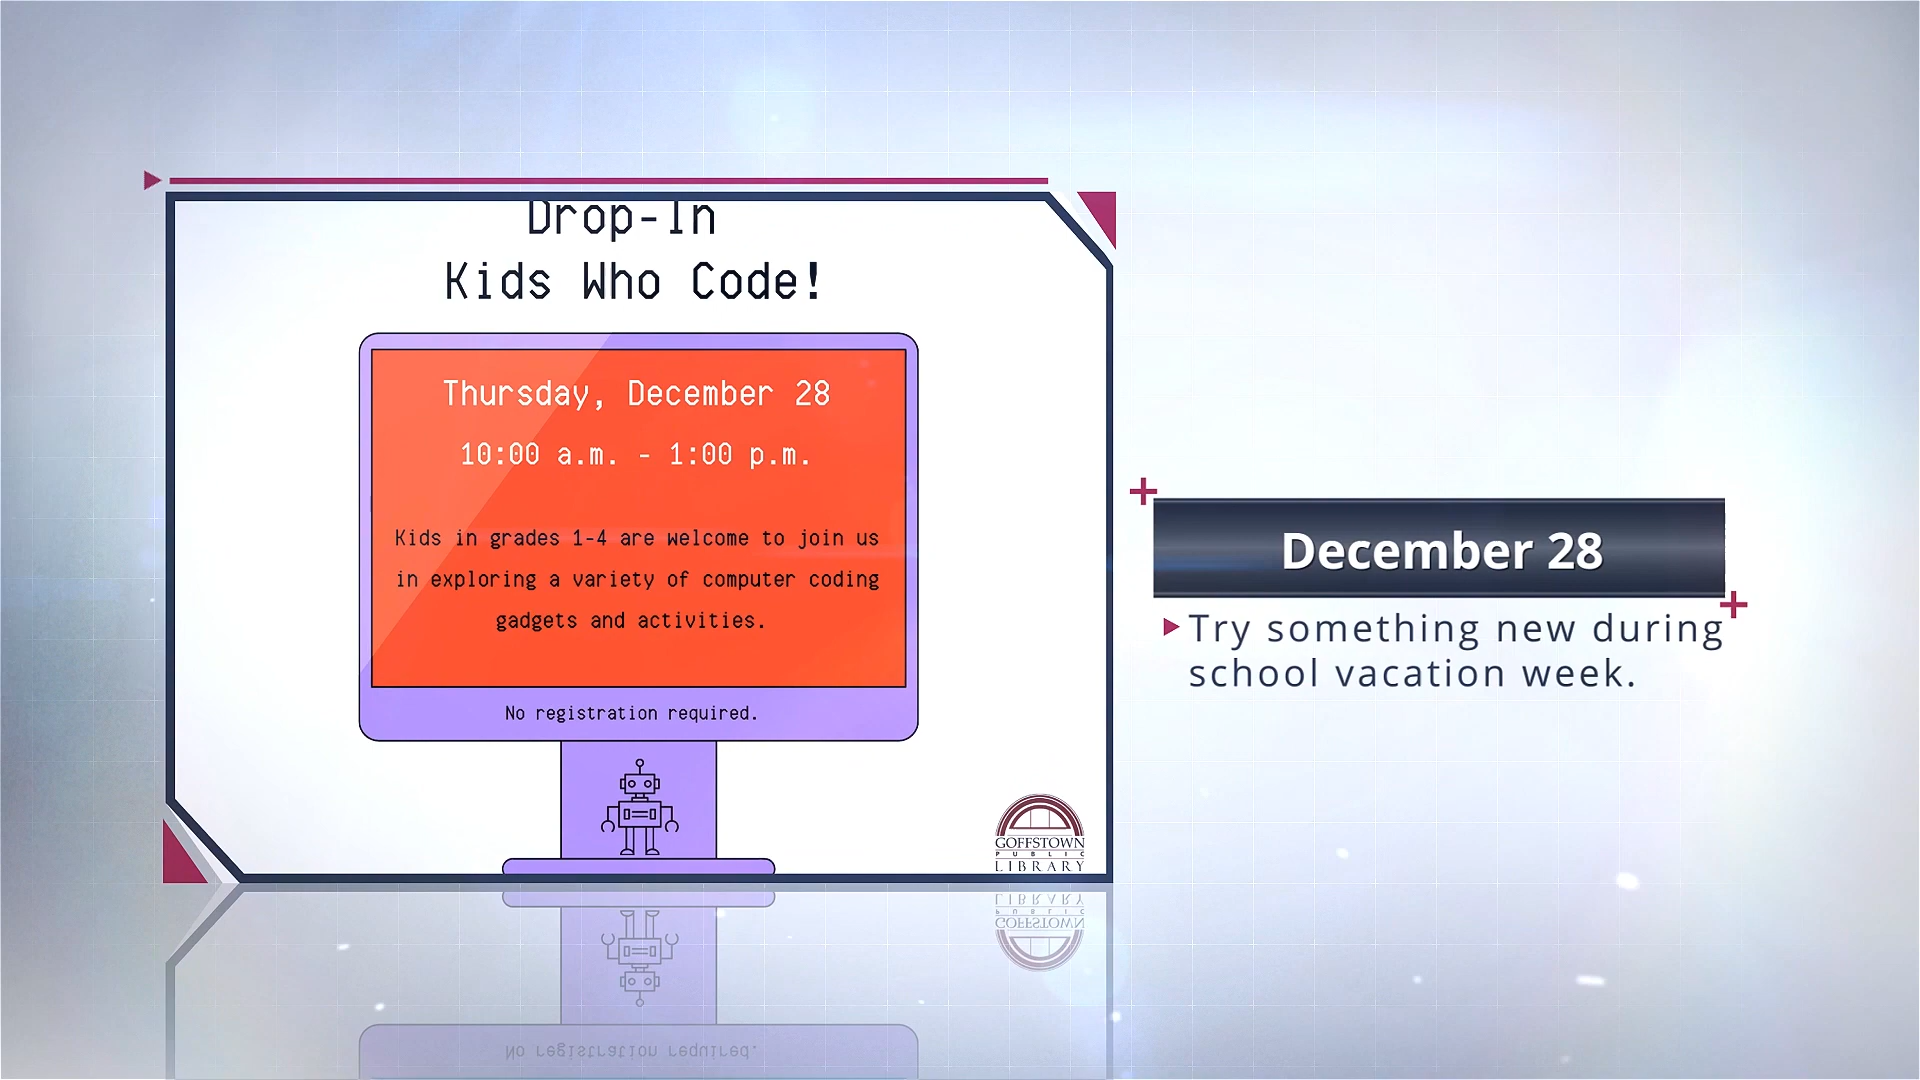 Drop-In
Kids Who Code!
Thursday, December 28
10:00 a.m. - 1:00 p.m.
Kids in grades 1-4 are welcome to join us
in exploring a variety of computer coding
gadgets and activities.
No registration required.
GOFFSTOWN
PUBLIC
LIBRARY
December 28
Try something new during
school vacation week.